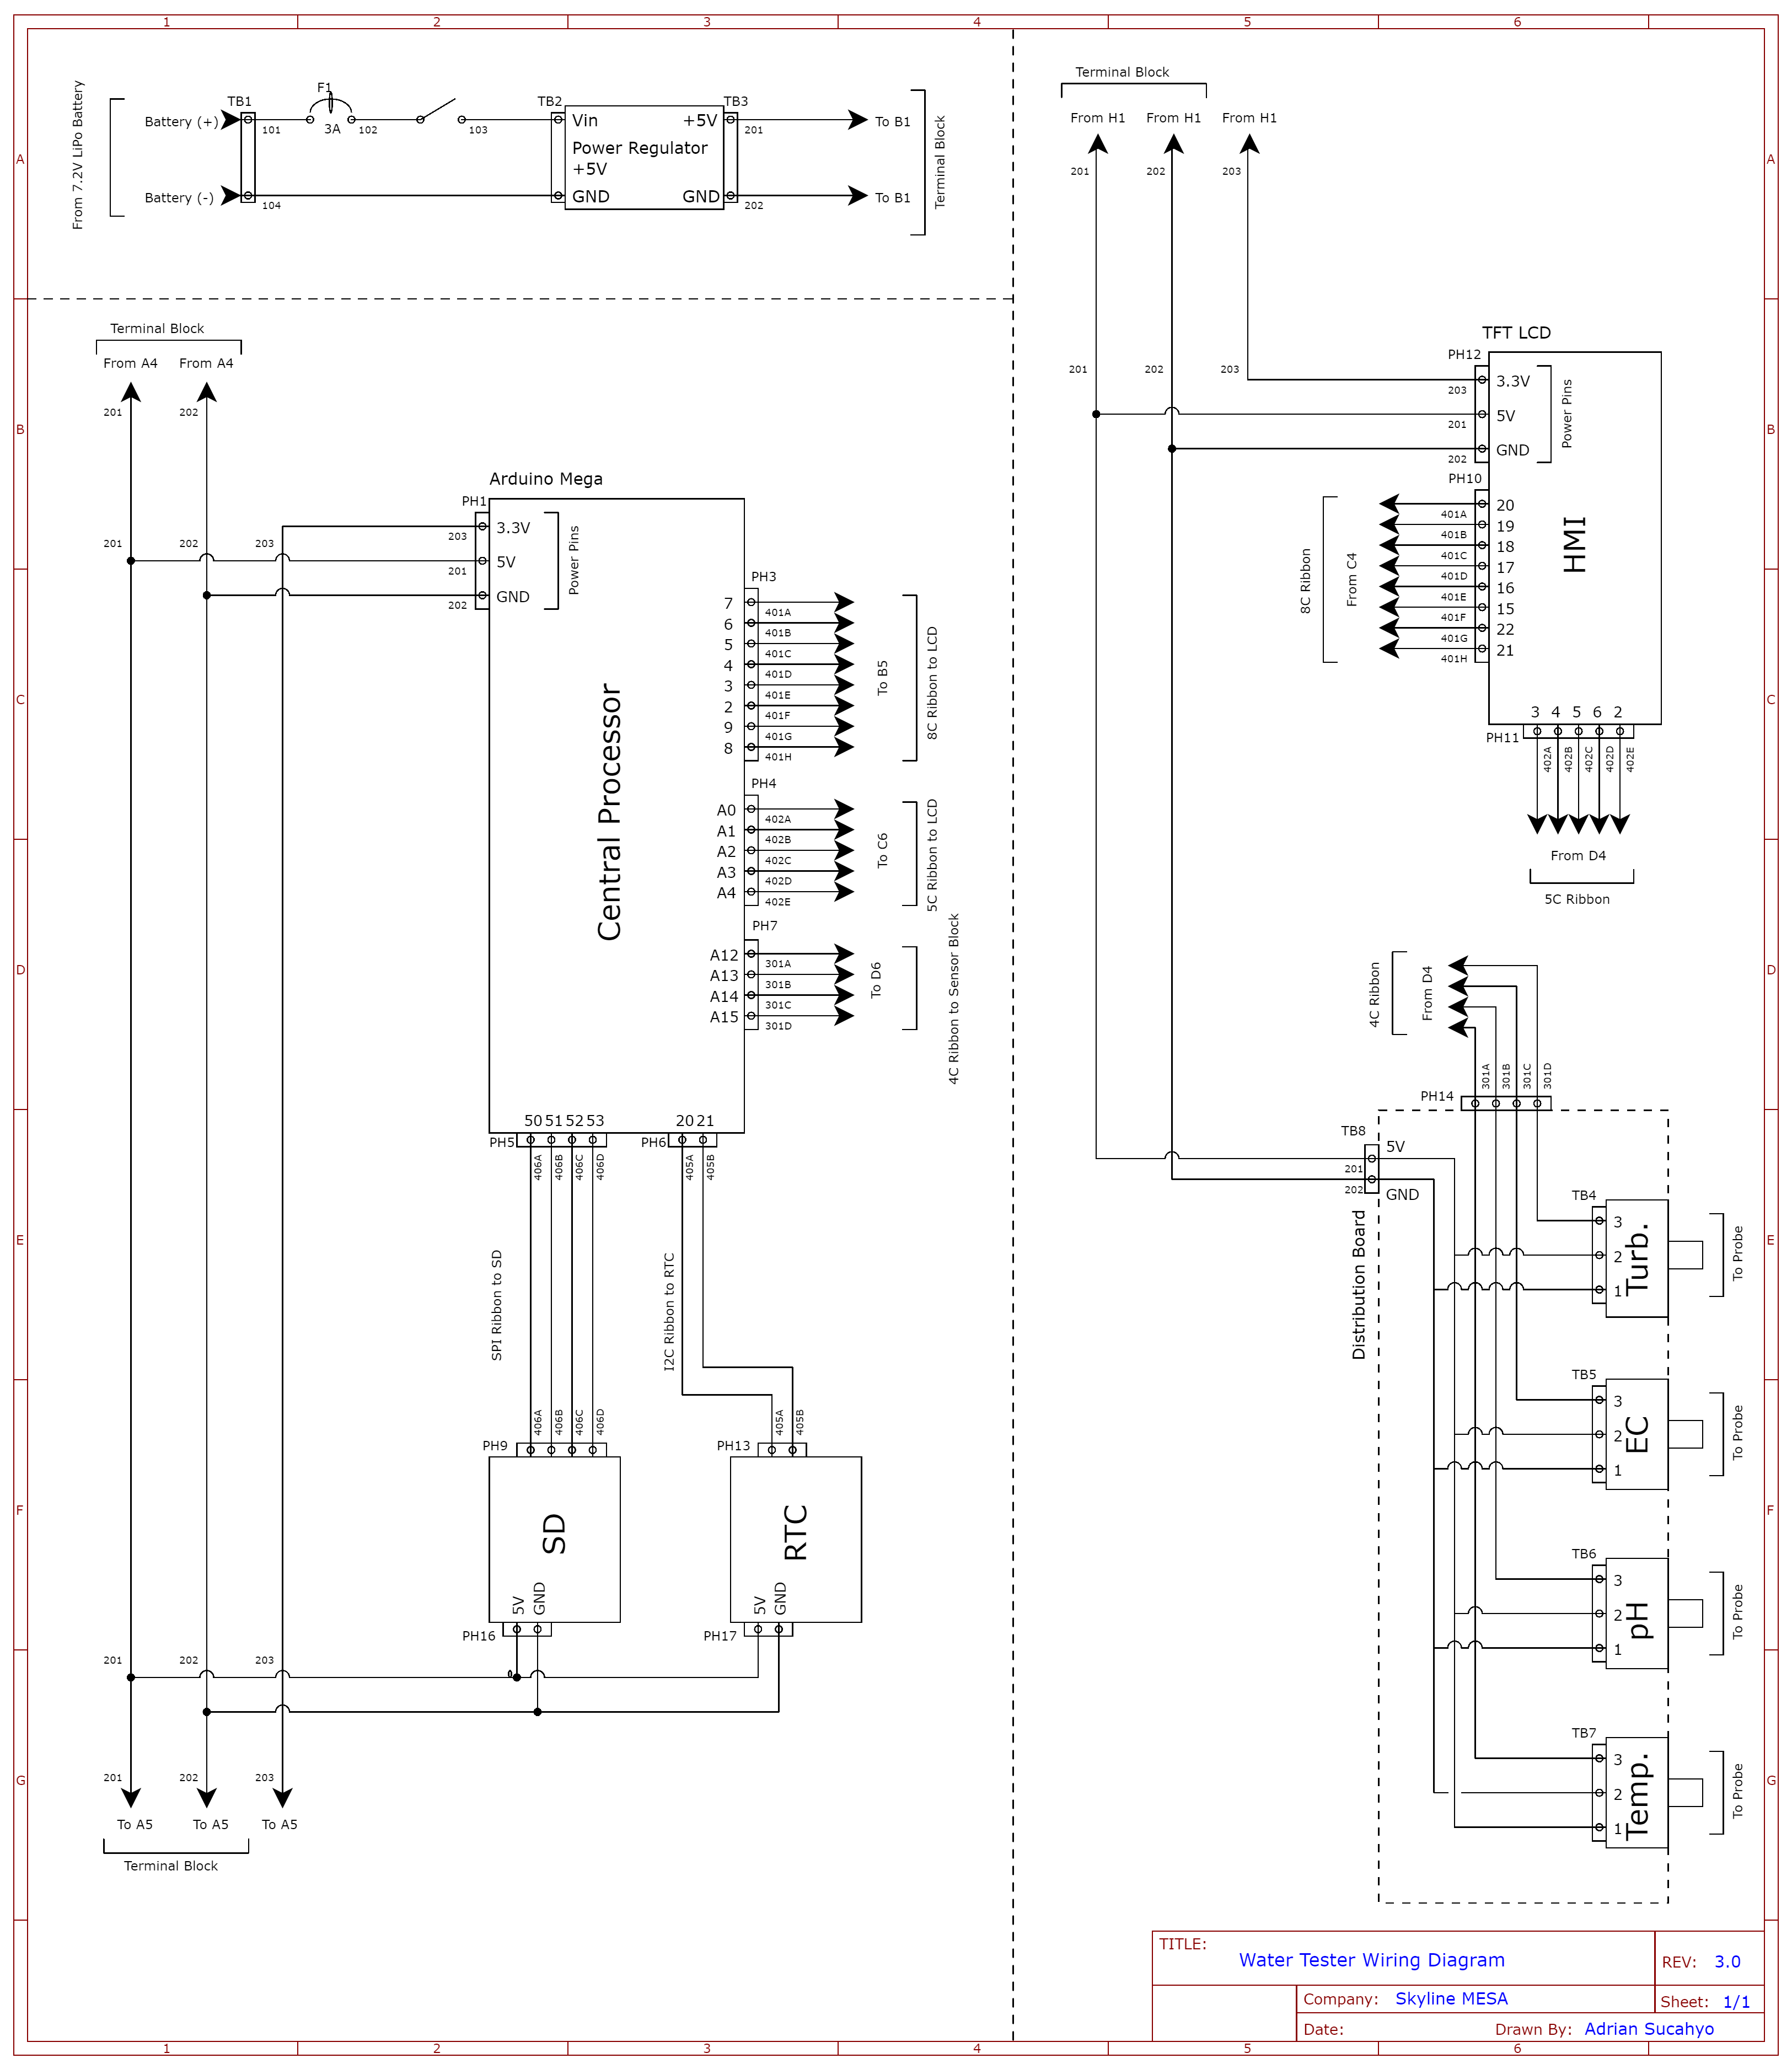 1 2 3 4 5 6
A
B
C
D
E
F
G
From 7.2V LiPo Battery
Battery (+)
Battery (-)
TB1
101
104
F1
3A
102
103
TB2
Vin
Power Regulator
+5V
GND
+5V
GND
TB3
201
202
To B1
To B1
Terminal Block
Terminal Block
From A4 From A4
201 202
201 202 203
Arduino Mega
PH1
203
201
202
3.3V
5V
GND
Power Pins
Central Processor
PH3
7 401A
6 401B
5 401C
4 401D
3 401E
2 401F
9 401G
8 401H
To B5
8C Ribbon to LCD
PH4
A0 402A
A1 402B
A2 402C
A3 402D
A4 402E
To C6
5C Ribbon to LCD
PH7
A12 301A
A13 301B
A14 301C
A15 301D
To D6
4C Ribbon to Sensor Block
50 51 52 53
PH5
406A 406B 406C 406D
20 21
PH6
405A 405B
SPI Ribbon to SD
I2C Ribbon to RTC
406A 406B 406C 406D
PH9
SD
5V GND
PH16
405A 405B
PH13
RTC
5V GND
PH17
201 202 203
201 202 203
To A5 To A5 To A5
Terminal Block
Terminal Block
From H1 From H1 From H1
201 202 203
201 202 203
TFT LCD
PH12
203 3.3V
201 5V
202 GND
Power Pins
HMI
PH10
401A 20
401B 19
401C 18
401D 17
401E 16
401F 15
401G 22
401H 21
8C Ribbon
From C4
3 4 5 6 2
PH11
402A 402B 402C 402D 402E
From D4
5C Ribbon
4C Ribbon
From D4
301A 301B 301C 301D
PH14
TB8
5V
201
202
GND
Distribution Board
TB4
3
2
1
Turb.
To Probe
TB5
3
2
1
EC
To Probe
TB6
3
2
1
pH
To Probe
TB7
3
2
1
Temp.
To Probe
A
B
C
D
E
F
G
TITLE:
Water Tester Wiring Diagram
REV: 3.0
Company: Skyline MESA
Sheet: 1/1
Date:
Drawn By: Adrian Sucahyo
1 2 3 4 5 6